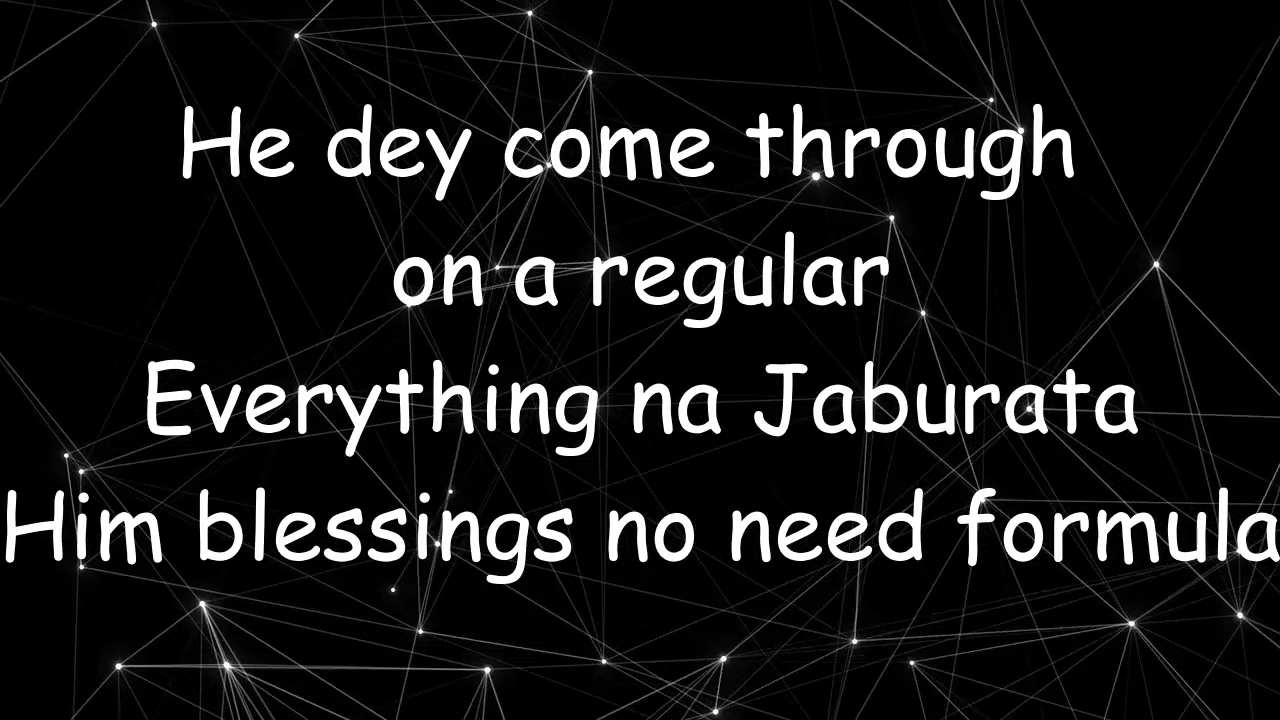 He dey come through
on a regular
Everything na Jaburata
Him blessings no need formula